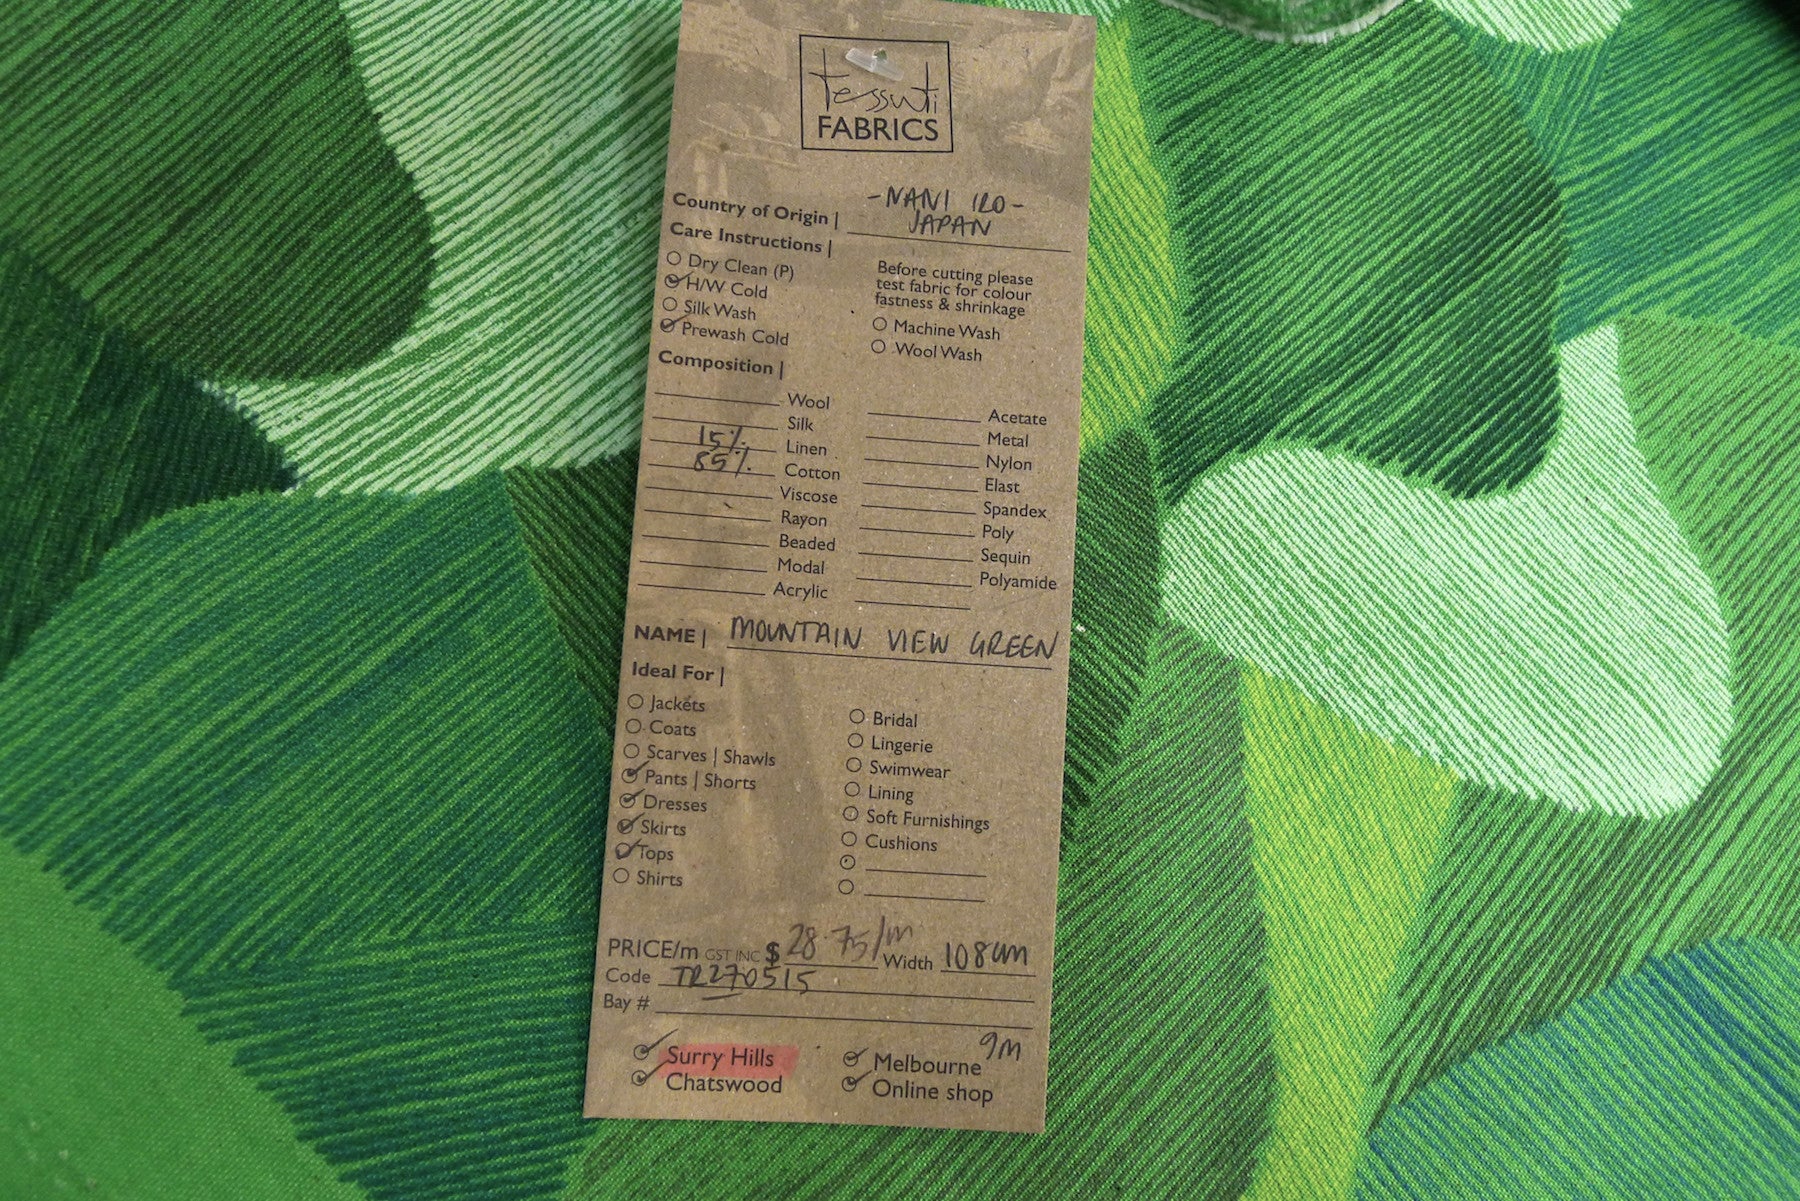 tessuti
FABRICS
Country of Origin | -NANI IRO-
JAPAN
Care Instructions |
Dry Clean (P)
H/W Cold
Silk Wash
Prewash Cold
Before cutting please
test fabric for colour
fastness & shrinkage
Machine Wash
Wool Wash
Composition |
Wool
Silk
15% Linen
85% Cotton
Viscose
Rayon
Beaded
Modal
Acrylic
Acetate
Metal
Nylon
Elast
Spandex
Poly
Sequin
Polyamide
NAME | MOUNTAIN VIEW GREEN
Ideal For |
Jackets
Coats
Scarves | Shawls
Pants | Shorts
Dresses
Skirts
Tops
Shirts
Bridal
Lingerie
Swimwear
Lining
Soft Furnishings
Cushions
PRICE/m GST INC $ 28.75/m Width 108cm
Code TR270515
Bay #
9m
Surry Hills
Chatswood
Melbourne
Online shop